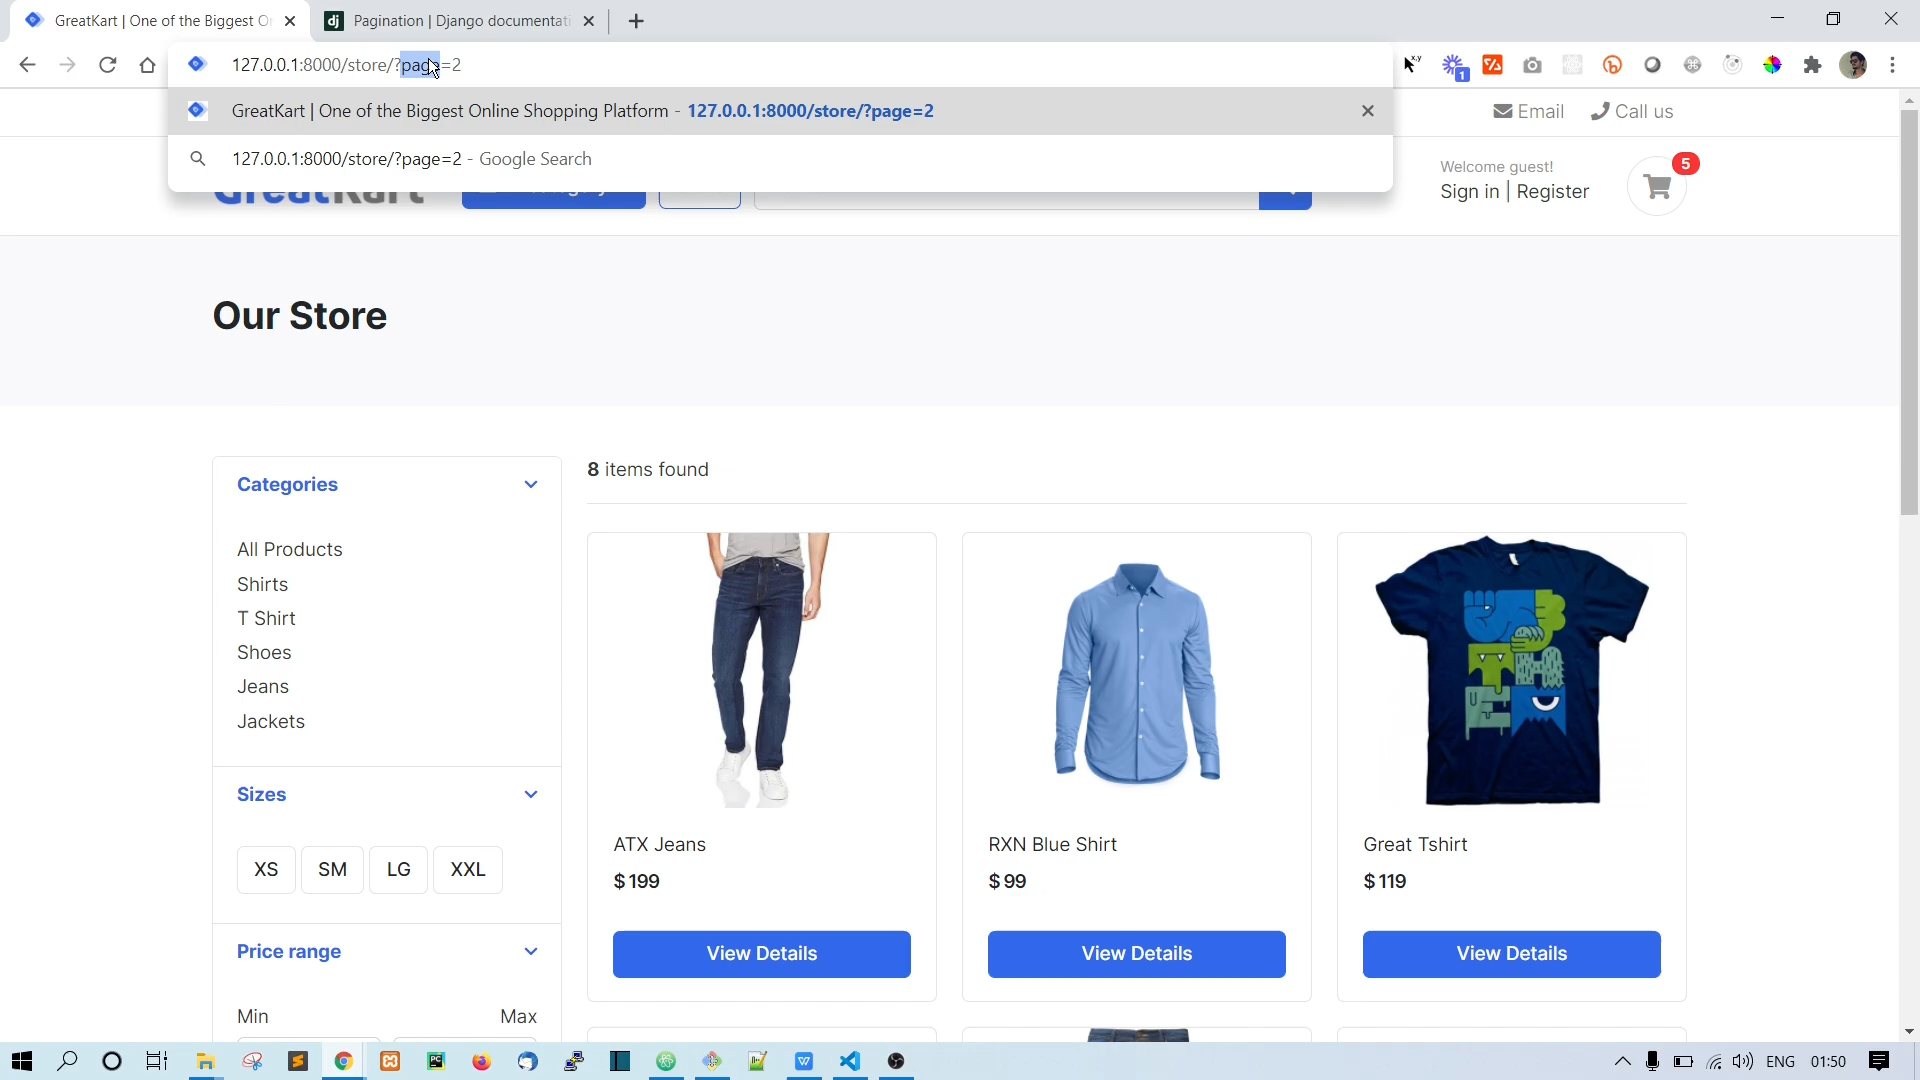 GreatKart | One of the Biggest O
Pagination | Django documentati
127.0.0.1:8000/store/?page=2
GreatKart | One of the Biggest Online Shopping Platform - 127.0.0.1:8000/store/?page=2
127.0.0.1:8000/store/?page=2 - Google Search
1
Email
Call us
GreatKart
Welcome guest!
Sign in | Register
5
Our Store
Categories
All Products
Shirts
T Shirt
Shoes
Jeans
Jackets
Sizes
XS SM LG XXL
Price range
Min Max
8 items found
ATX Jeans
$ 199
View Details
RXN Blue Shirt
$ 99
View Details
Great Tshirt
$ 119
View Details
ENG 01:50